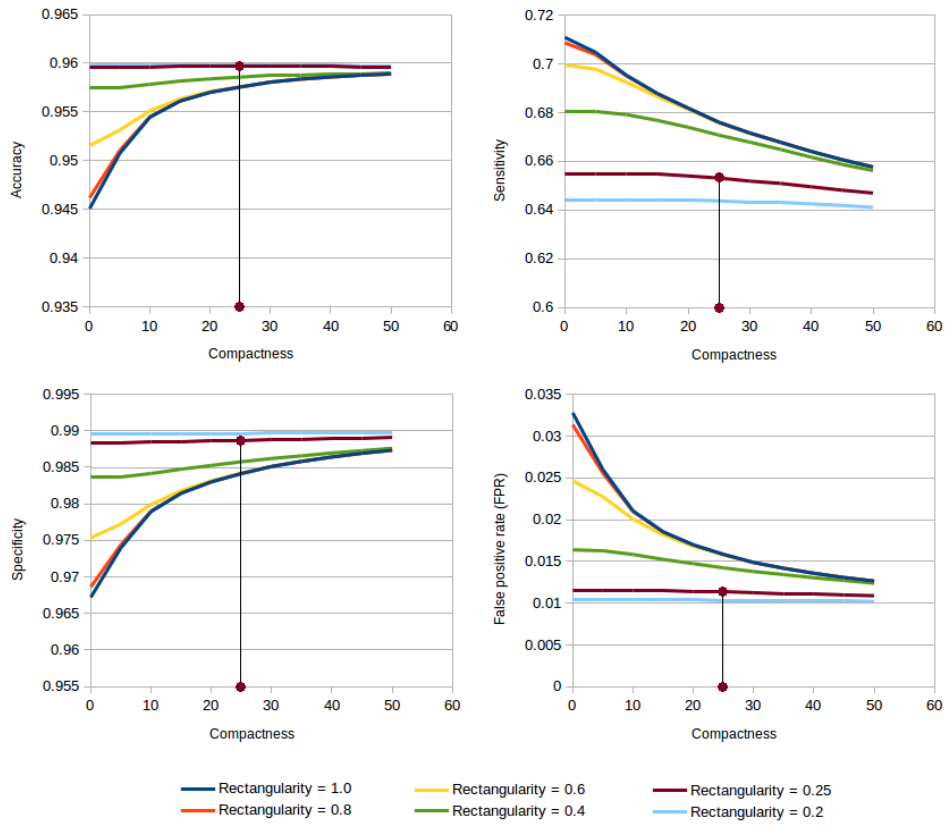 0.965
0.96
0.955
0.95
0.945
0.94
0.935
Accuracy
0 10 20 30 40 50 60
Compactness
0.72
0.7
0.68
0.66
0.64
0.62
0.6
Sensitivity
0 10 20 30 40 50 60
Compactness
0.995
0.99
0.985
0.98
0.975
0.97
0.965
0.96
0.955
Specificity
0 10 20 30 40 50 60
Compactness
0.035
0.03
0.025
0.02
0.015
0.01
0.005
0
False positive rate (FPR)
0 10 20 30 40 50 60
Compactness
Rectangularity = 1.0 Rectangularity = 0.6 Rectangularity = 0.25
Rectangularity = 0.8 Rectangularity = 0.4 Rectangularity = 0.2